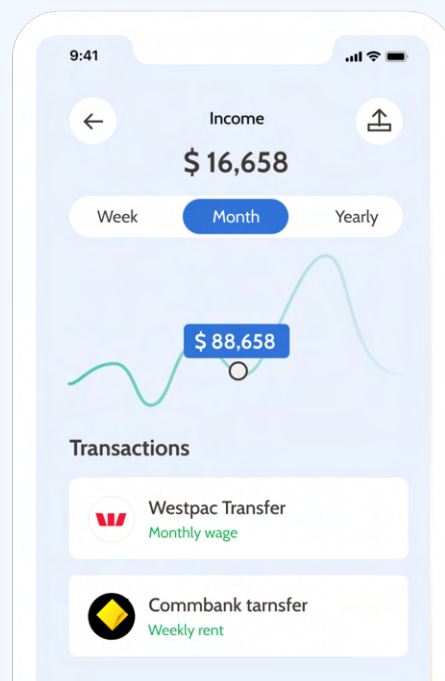 9:41
Income
$ 16,658
Week Month Yearly
$ 88,658
Transactions
Westpac Transfer
Monthly wage
Commbank tarnsfer
Weekly rent